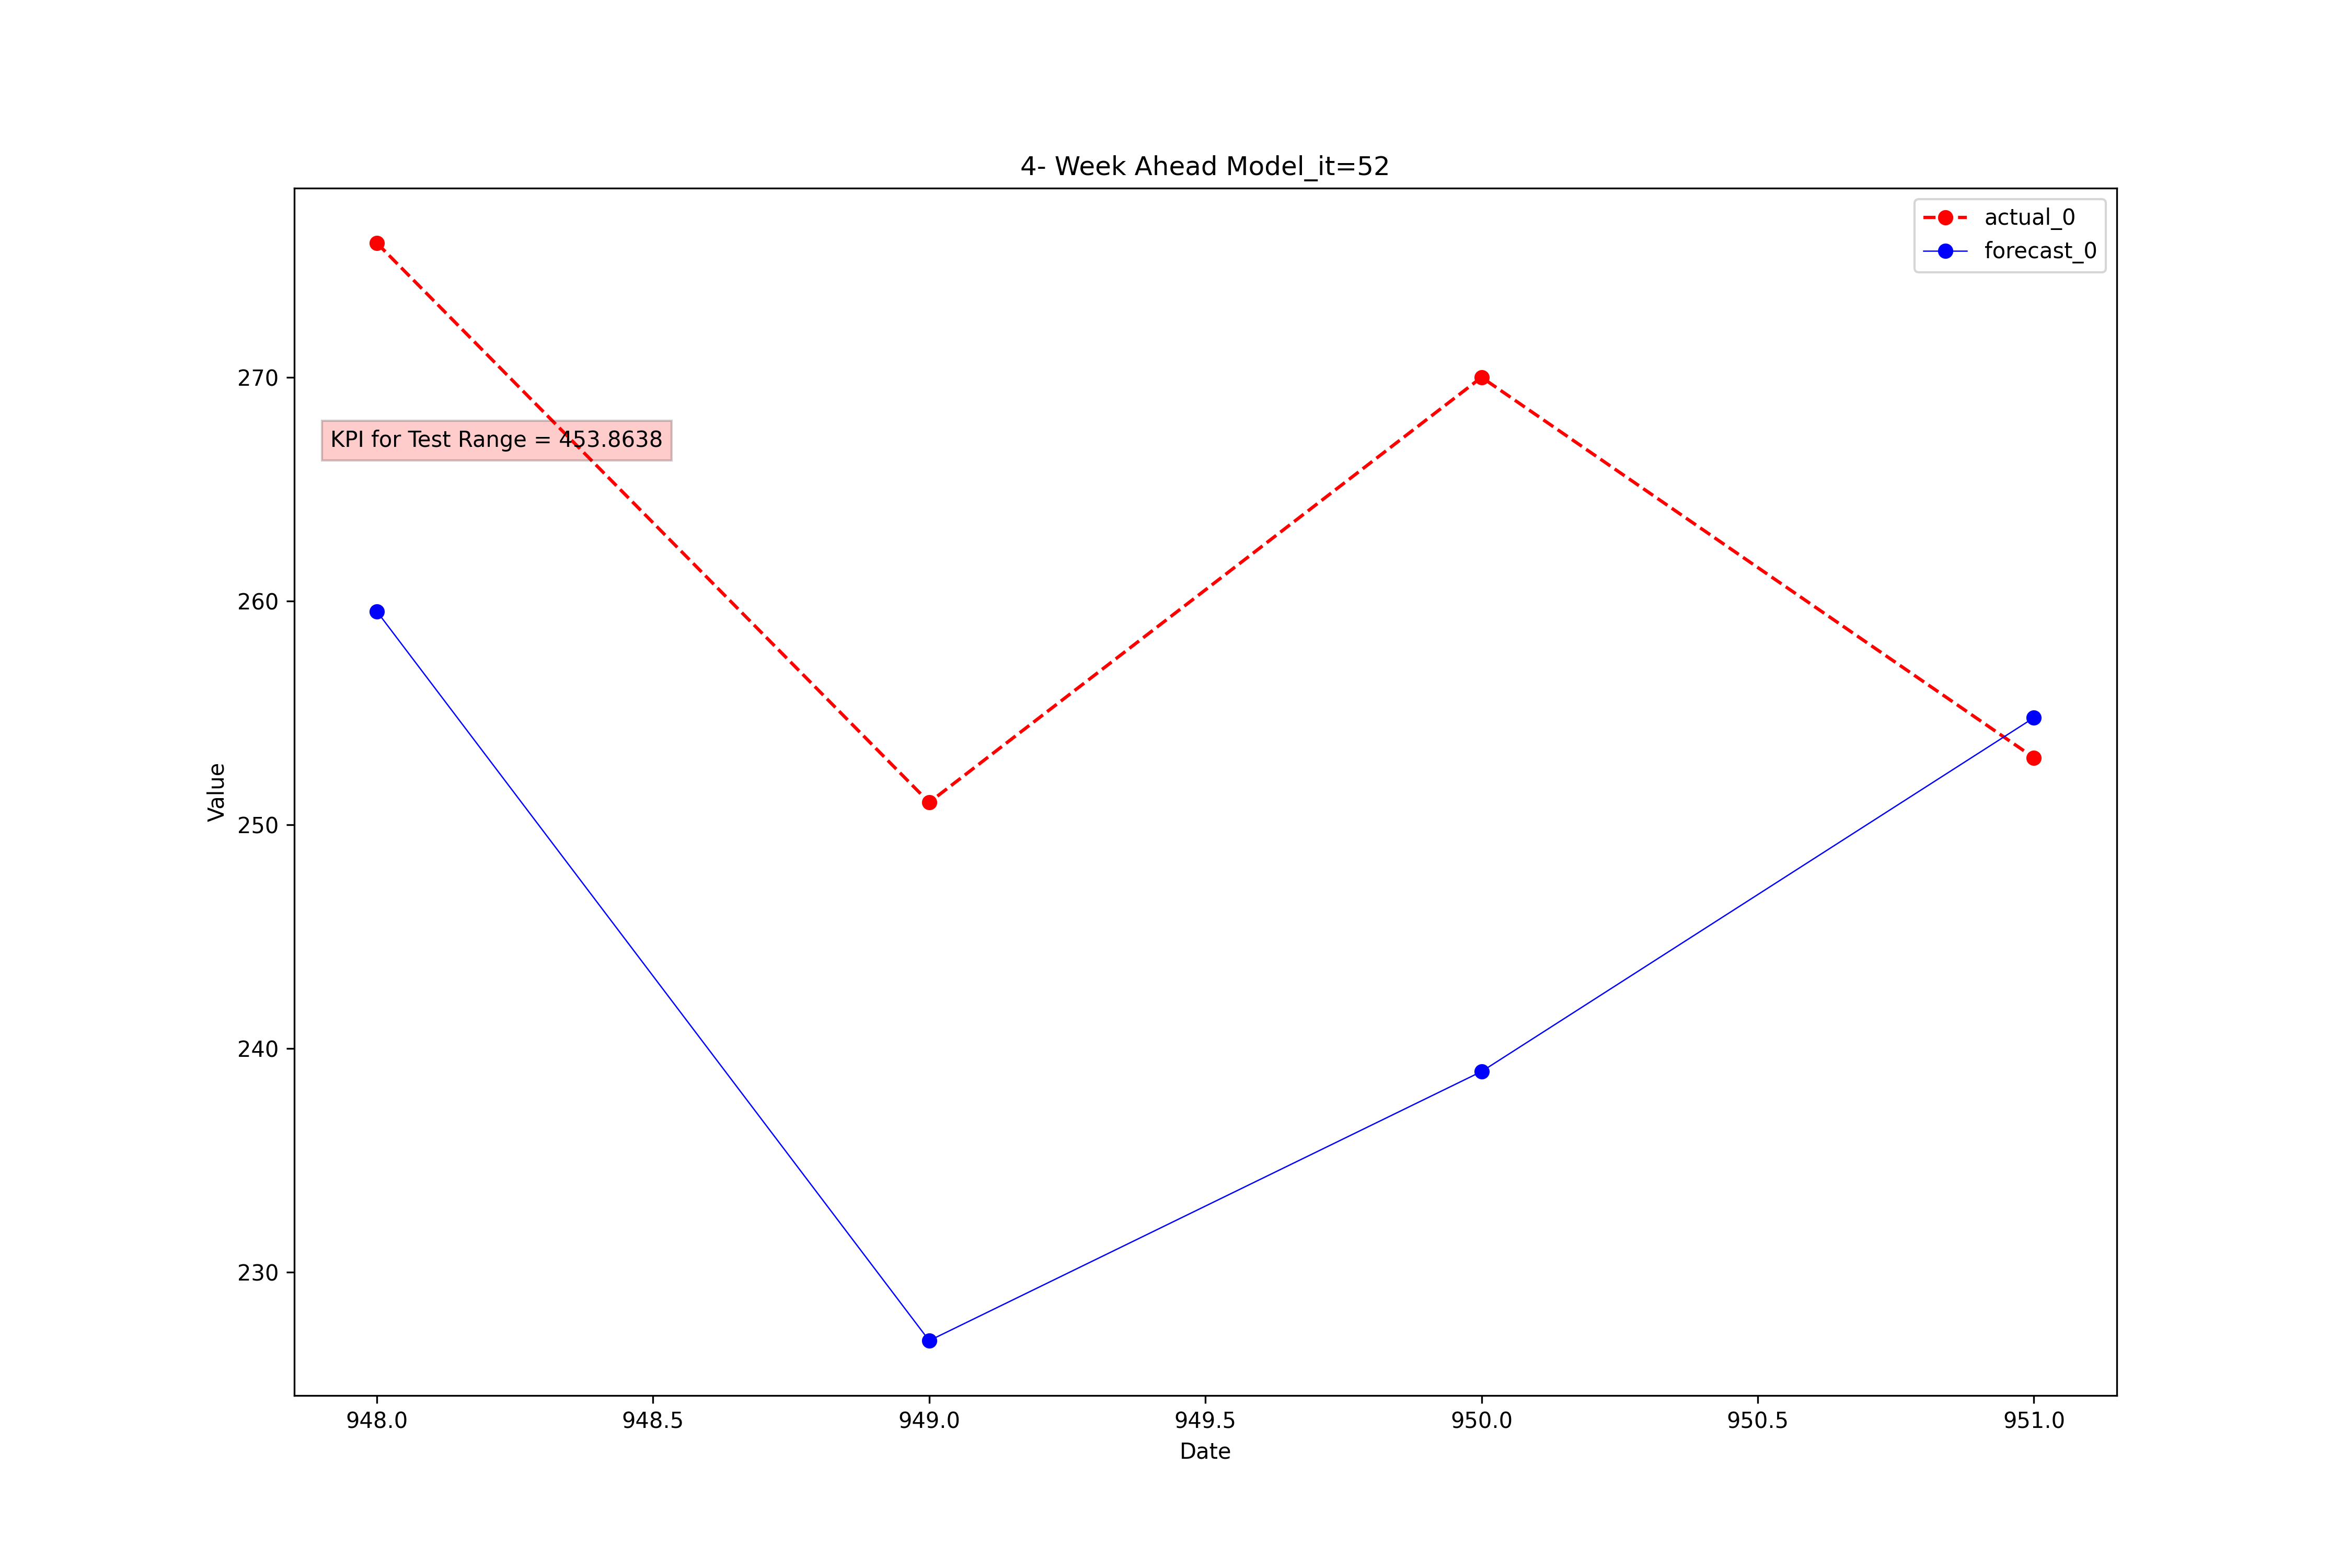 4- Week Ahead Model_it=52
actual_0
forecast_0
KPI for Test Range = 453.8638
Value
270
260
250
240
230
948.0 948.5 949.0 949.5 950.0 950.5 951.0
Date